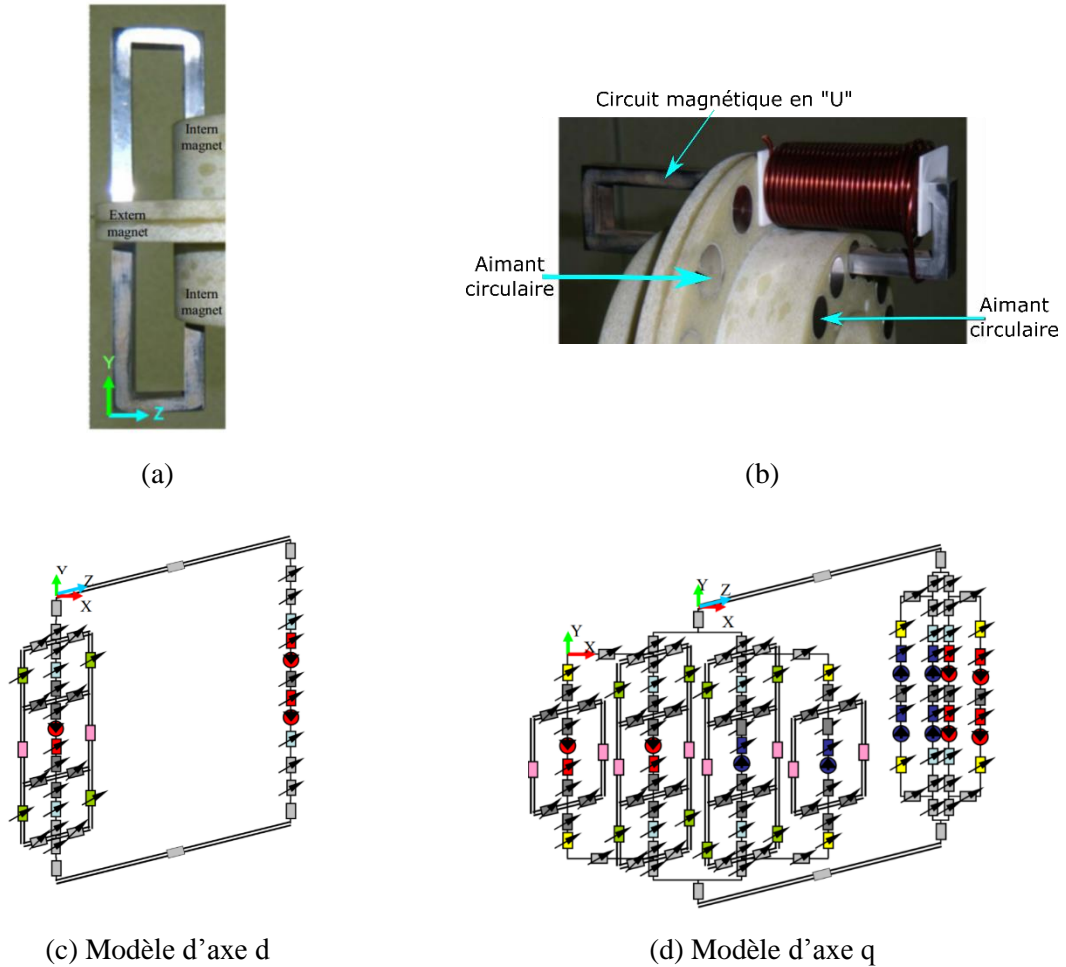 Intern
magnet
Extern
magnet
Intern
magnet
Y
Z
(a)
Circuit magnétique en "U"
Aimant
circulaire
Aimant
circulaire
(b)
Y
Z
X
(c) Modèle d'axe d
Y
Z
X
Y
X
(d) Modèle d'axe q